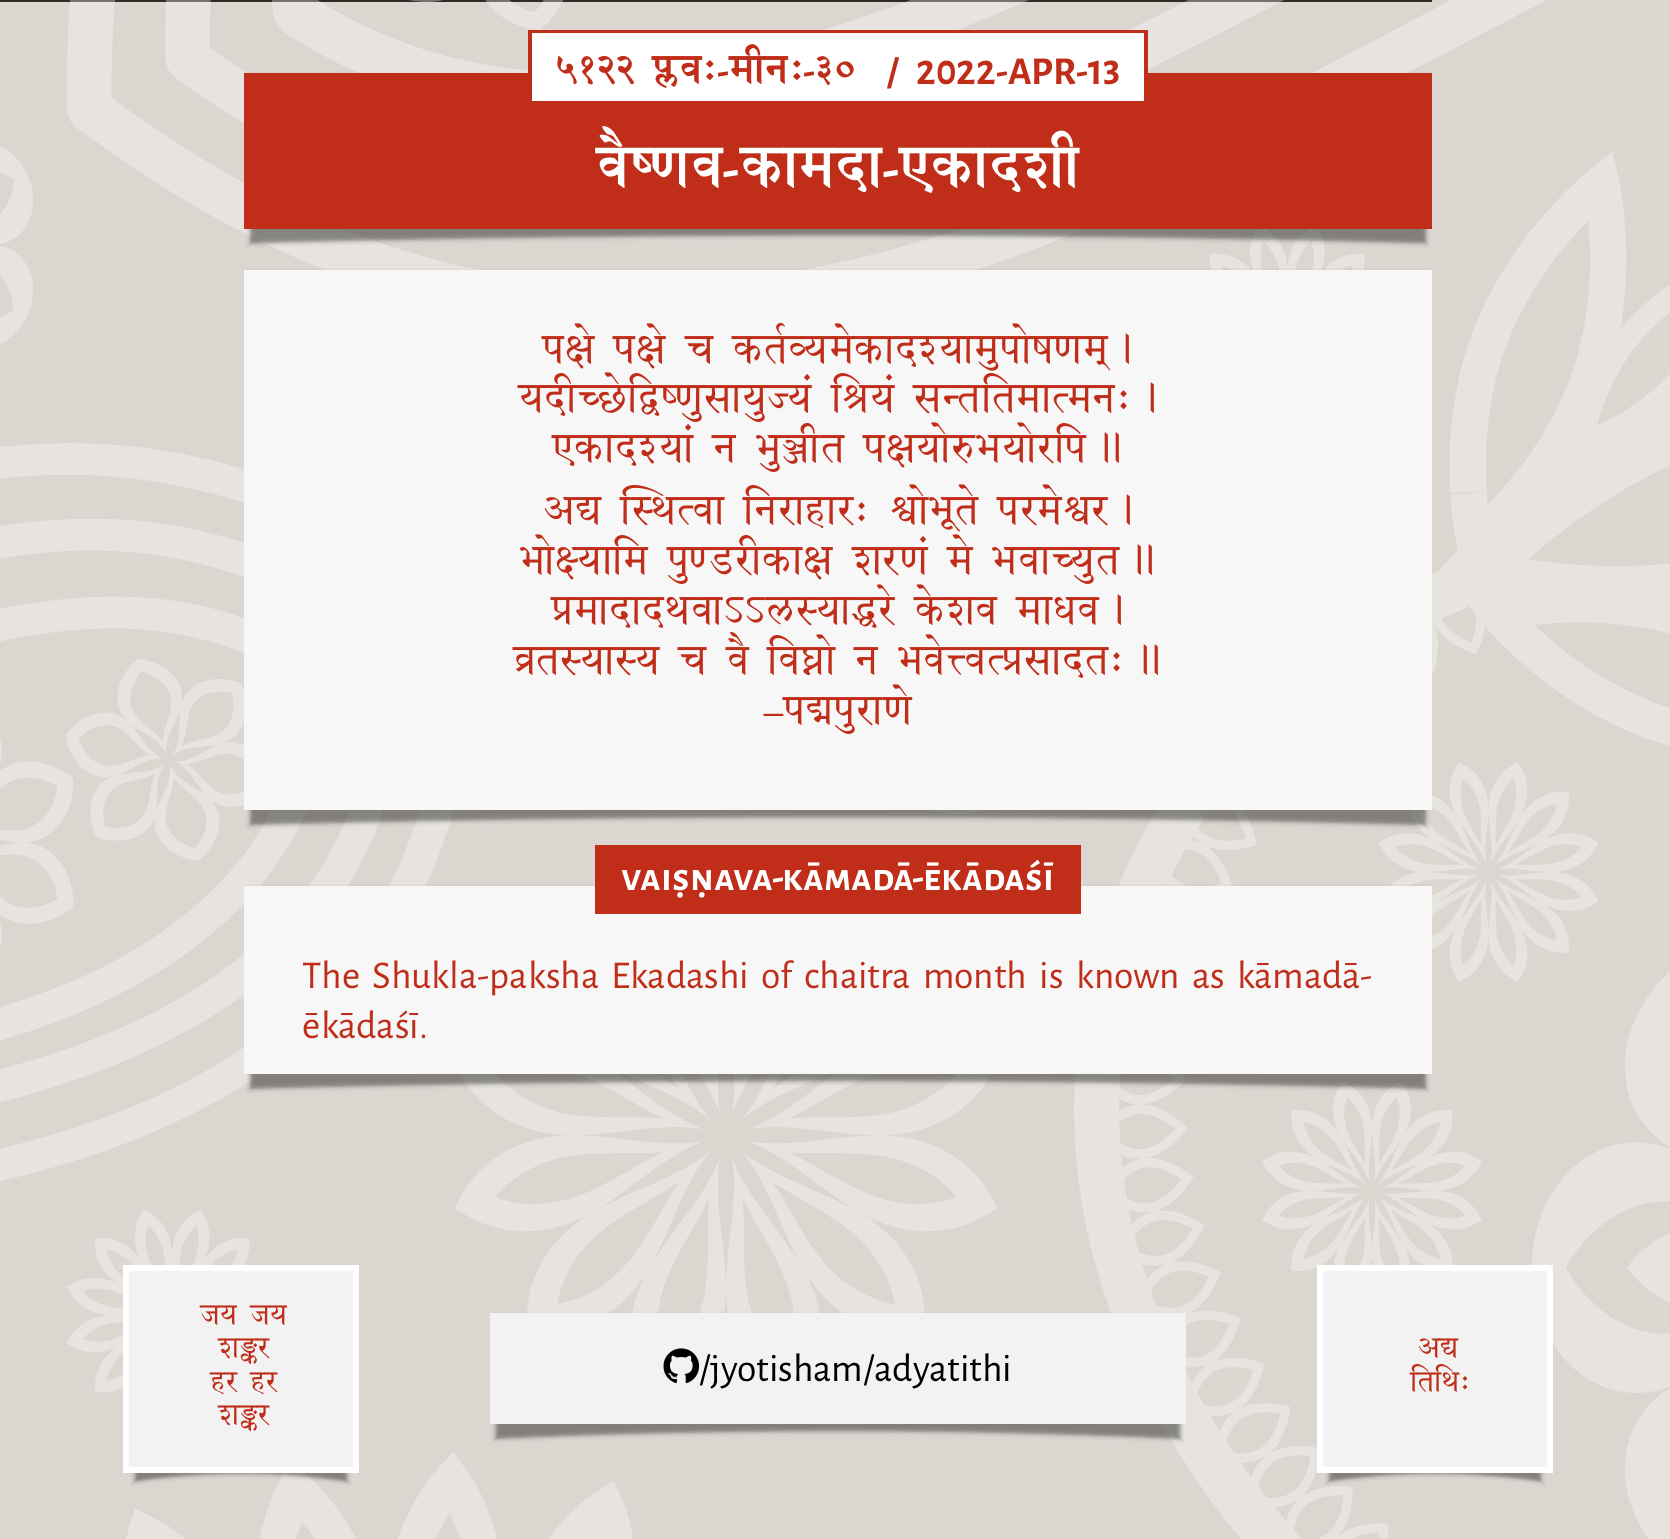 ५१२२ प्लवः-मीनः-३० / 2022-APR-13
वैष्णव-कामदा-एकादशी
पक्षे पक्षे च कर्तव्यमेकादश्यामुपोषणम् ।
यदीच्छेद्विष्णुसायुज्यं श्रियं सन्ततिमात्मनः ।
एकादश्यां न भुञ्जीत पक्षयोरुभयोरपि ॥
अद्य स्थित्वा निराहारः श्वोभूते परमेश्वर ।
भोक्ष्यामि पुण्डरीकाक्ष शरणं मे भवाच्युत ॥
प्रमादादथवाऽऽलस्याद्धरे केशव माधव ।
व्रतस्यास्य च वै विघ्नो न भवेत्त्वत्प्रसादतः ॥
–पद्मपुराणे
VAIṢṆAVA-KĀMADĀ-ĒKĀDAŚĪ
The Shukla-paksha Ekadashi of chaitra month is known as kāmadā-
ēkādaśī.
जय जय
शङ्कर
हर हर
शङ्कर
/jyotisham/adyatithi
अद्य
तिथिः